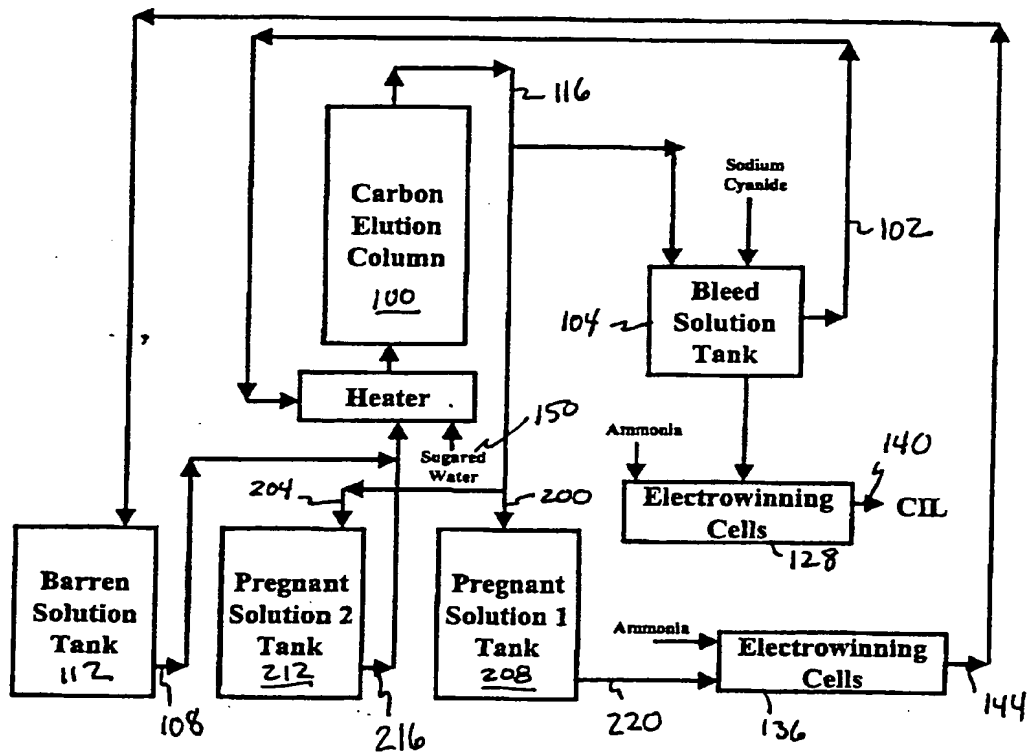 116
Carbon
Elution
Column
100
Sodium
Cyanide
102
Bleed
Solution
Tank
104
Heater
150
Sugared
Water
Ammonia
140
204
200
Electrowinning
Cells
CIL
128
Barren
Solution
Tank
112
Pregnant
Solution 2
Tank
212
Pregnant
Solution 1
Tank
208
Ammonia
Electrowinning
Cells
108
216
220
136
144